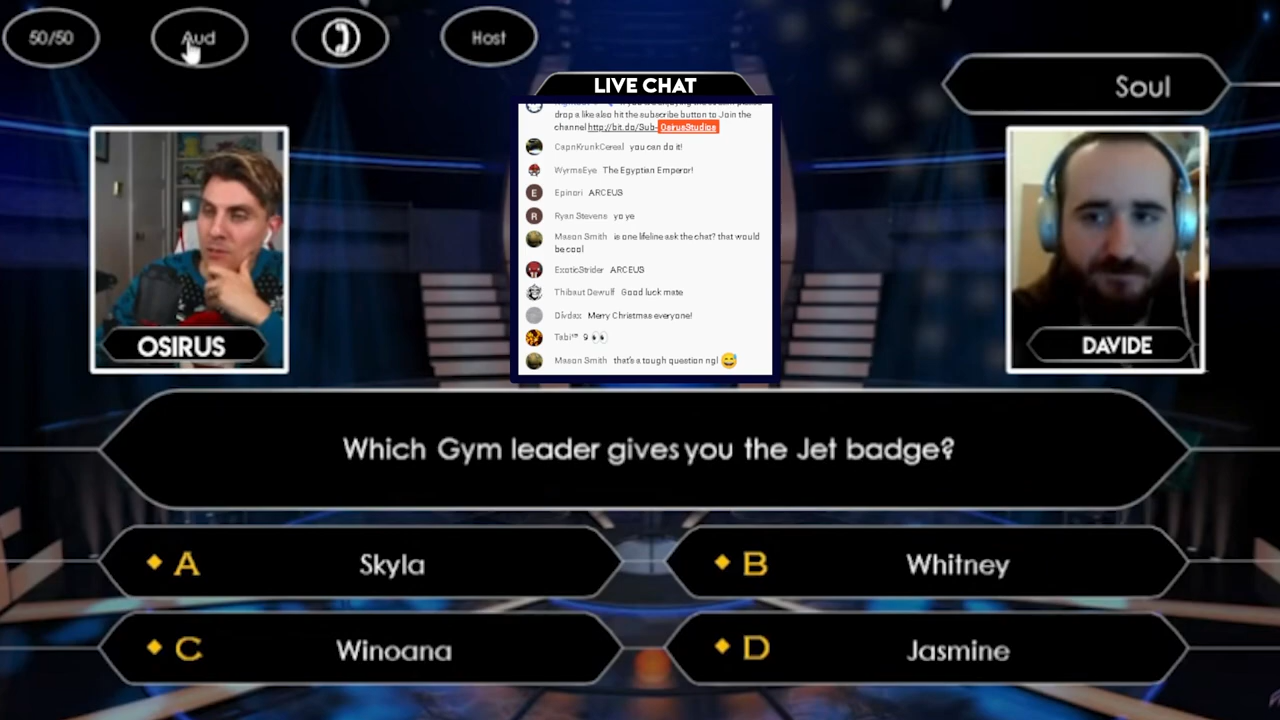 50/50
Aud
Host
LIVE CHAT
Soul
drop a like also hit the subscribe button to Join the
channel http://bit.do/Sub-OsirusStudios
CapnKrunkCereal you can do it!
WyrmsEye The Egyptian Emperor!
E Epinori ARCEUS
R Ryan Stevens ya ye
Mason Smith is one lifeline ask the chat? that would
be cool
ExoticStrider ARCEUS
Thibaut Dewulf Good luck mate
Divdax Merry Christmas everyone!
Tabi™ 9 👀
Mason Smith that's a tough question ngl 😅
OSIRUS
DAVIDE
Which Gym leader gives you the Jet badge?
A Skyla
B Whitney
C Winoana
D Jasmine